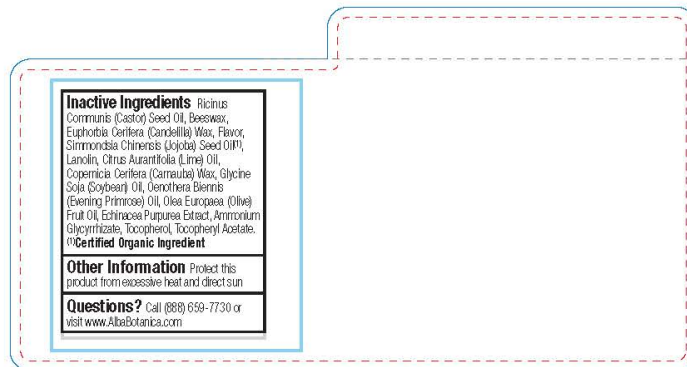 Inactive Ingredients Ricinus
Communis (Castor) Seed Oil, Beeswax,
Euphorbia Cerifera (Candelilla) Wax, Flavor,
Simmondsia Chinensis (Jojoba) Seed Oil(1),
Lanolin, Citrus Aurantifolia (Lime) Oil,
Copernicia Cerifera (Carnauba) Wax, Glycine
Soja (Soybean) Oil, Oenothera Biennis
(Evening Primrose) Oil, Olea Europaea (Olive)
Fruit Oil, Echinacea Purpurea Extract, Ammonium
Glycyrrhizate, Tocopherol, Tocopheryl Acetate.
(1)Certified Organic Ingredient
Other Information Protect this
product from excessive heat and direct sun
Questions? Call (888) 659-7730 or
visit www.AlbaBotanica.com